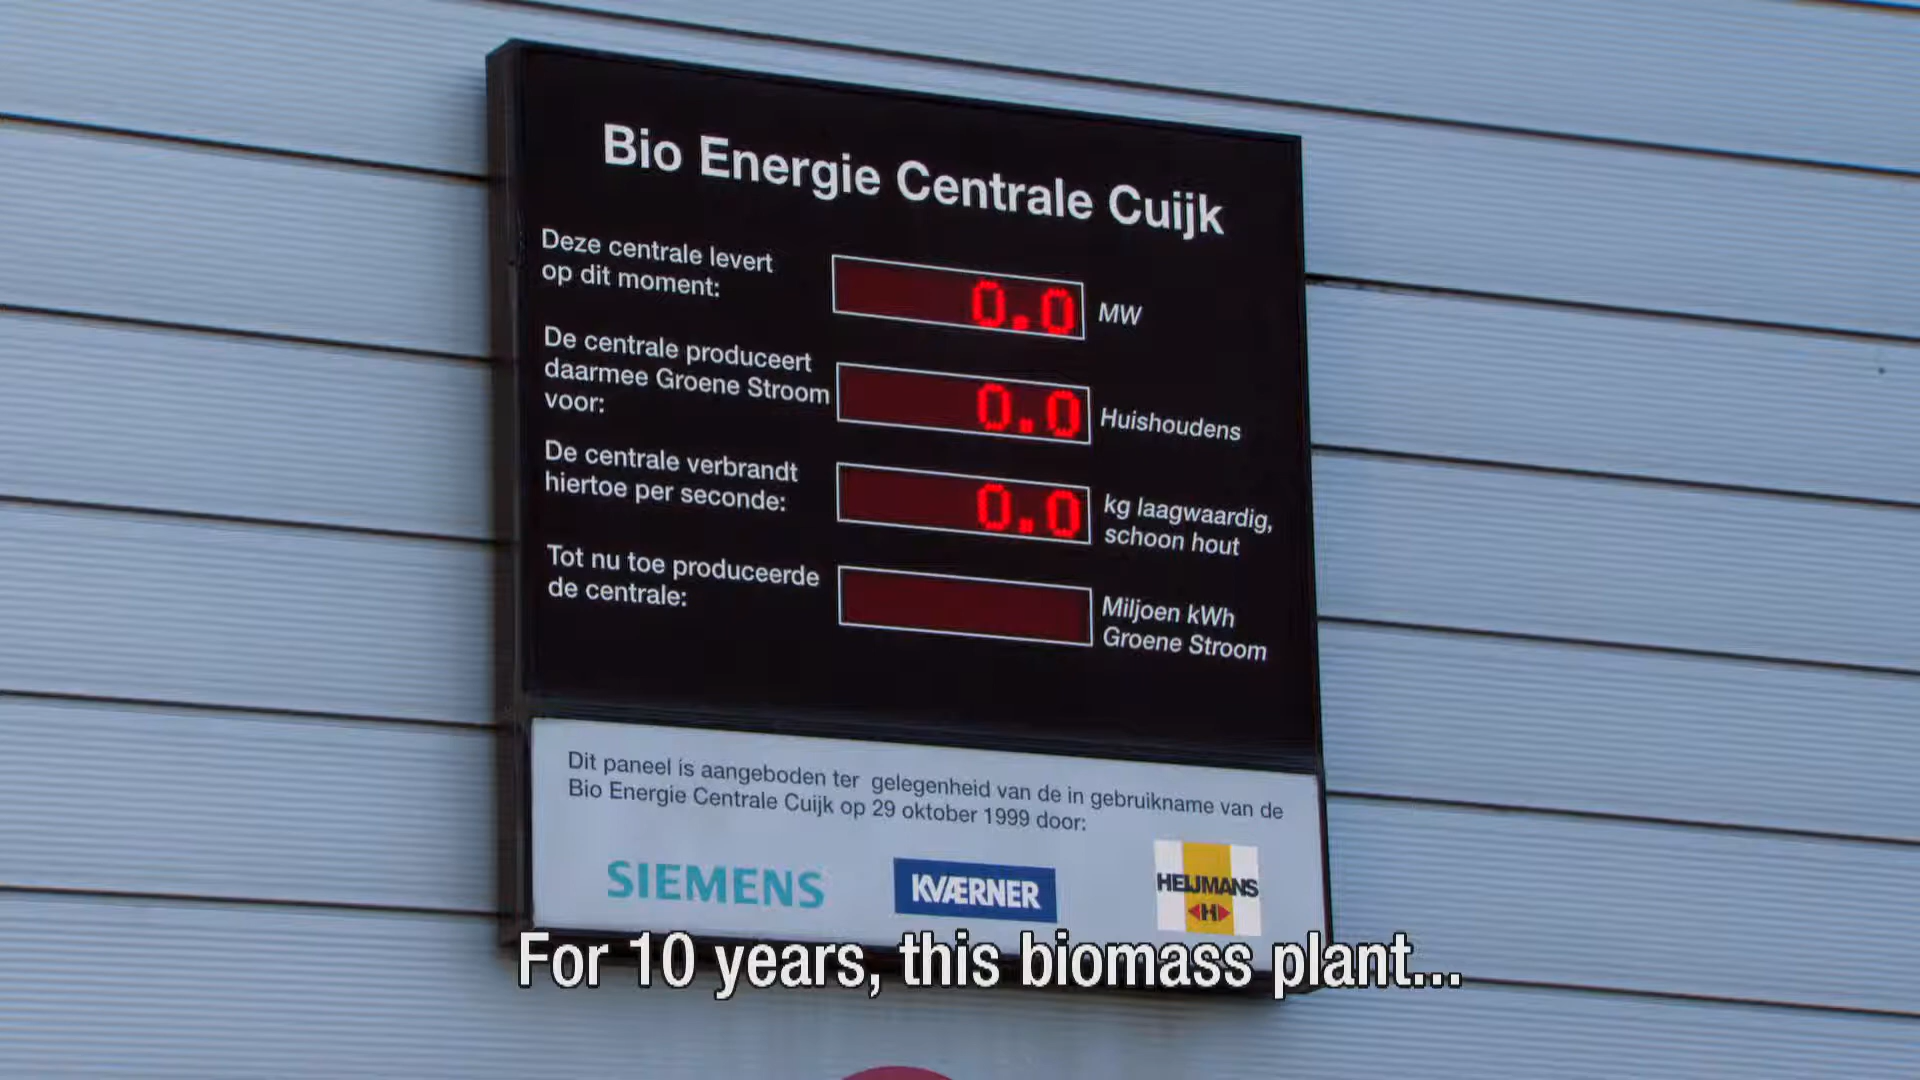 Bio Energie Centrale Cuijk
Deze centrale levert
op dit moment:
0.0
MW
De centrale produceert
daarmee Groene Stroom
voor:
0.0
Huishoudens
De centrale verbrandt
hiertoe per seconde:
0.0
kg laagwaardig,
schoon hout
Tot nu toe produceerde
de centrale:
Miljoen kWh
Groene Stroom
Dit paneel is aangeboden ter gelegenheid van de in gebruikname van de
Bio Energie Centrale Cuijk op 29 oktober 1999 door:
SIEMENS
KVÆRNER
HEIJMANS
H
For 10 years, this biomass plant...